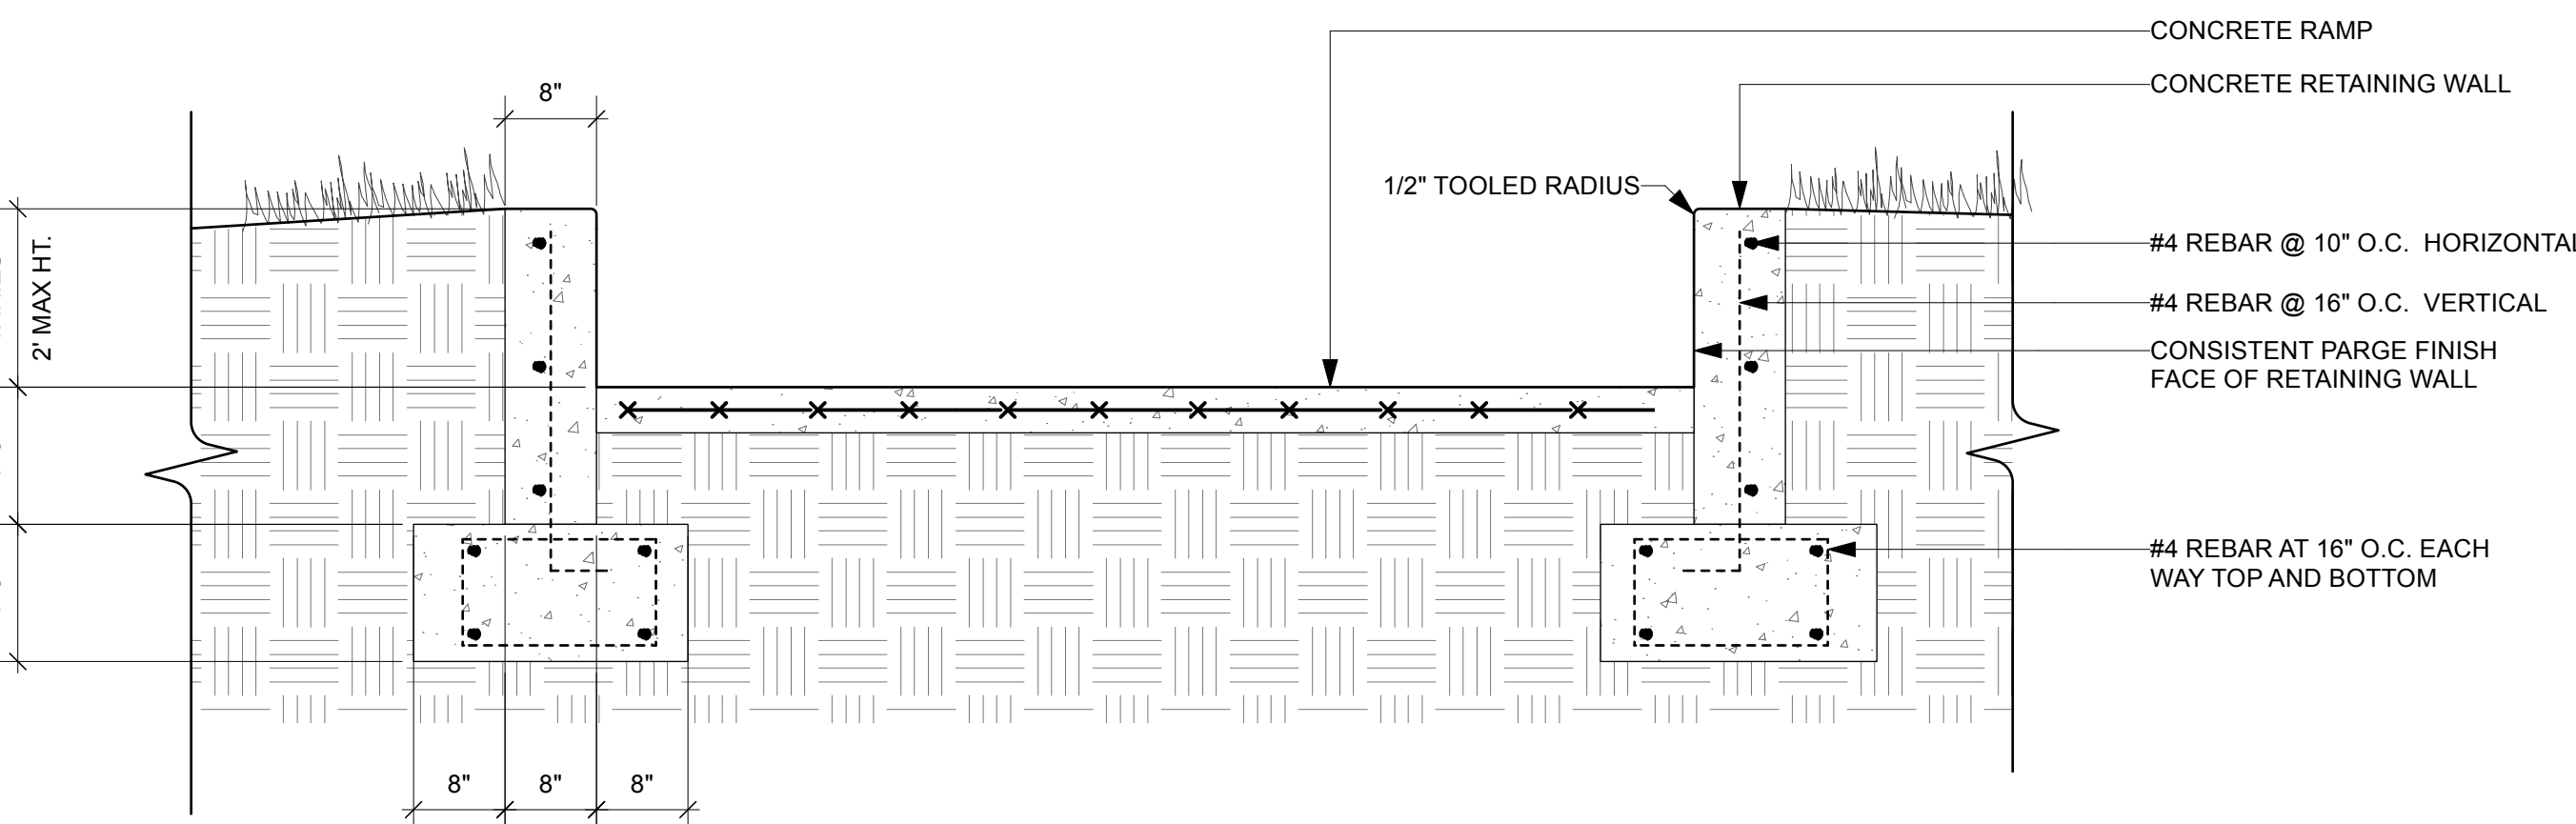 CONCRETE RAMP
CONCRETE RETAINING WALL
8"
1/2" TOOLED RADIUS
2' MAX HT.
#4 REBAR @ 10" O.C. HORIZONTAL
#4 REBAR @ 16" O.C. VERTICAL
CONSISTENT PARGE FINISH
FACE OF RETAINING WALL
#4 REBAR AT 16" O.C. EACH
WAY TOP AND BOTTOM
8" 8" 8"